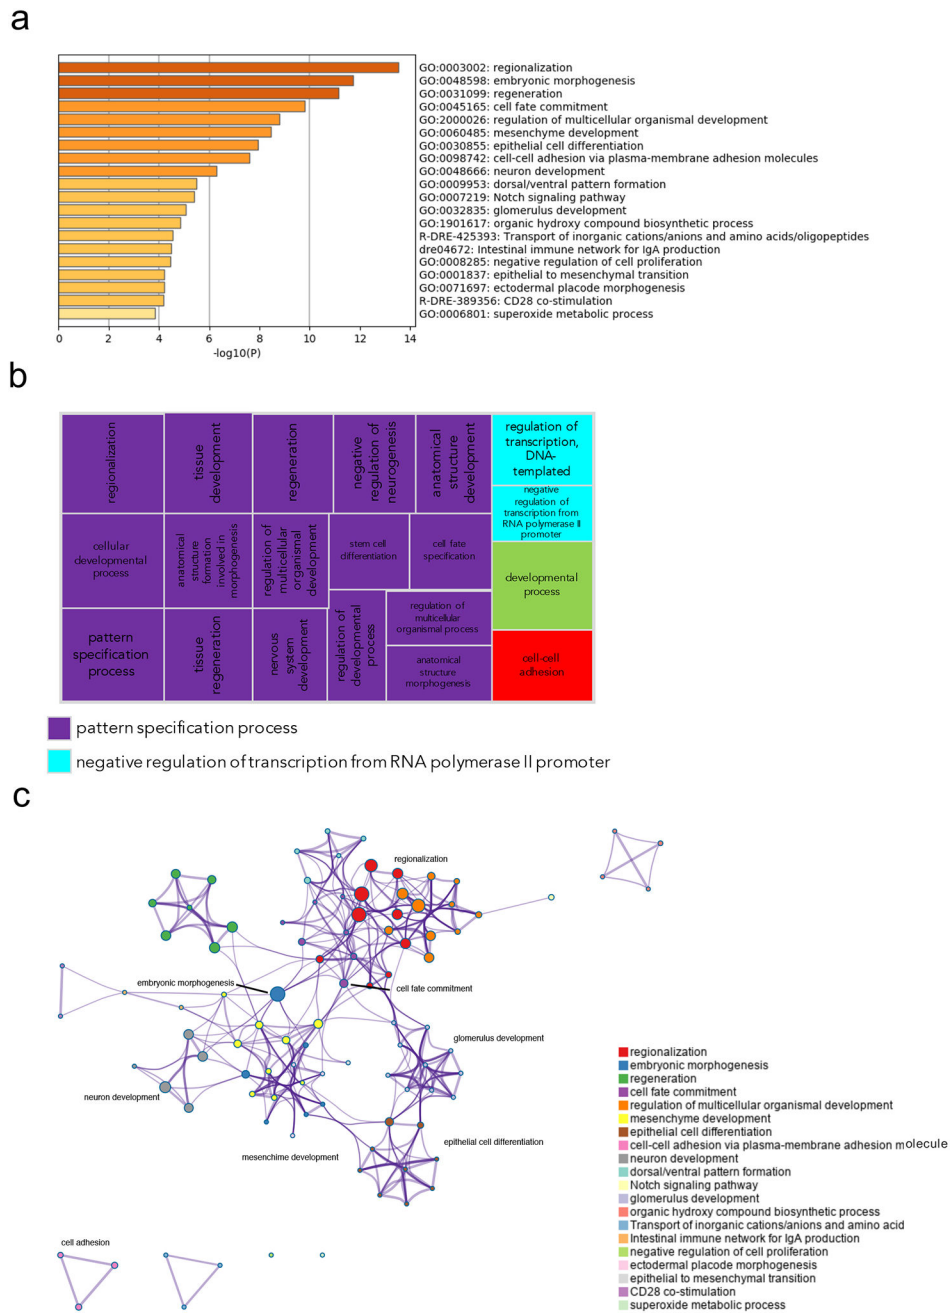 a
GO:0003002: regionalization
GO:0048598: embryonic morphogenesis
GO:0031099: regeneration
GO:0045165: cell fate commitment
GO:2000026: regulation of multicellular organismal development
GO:0060485: mesenchyme development
GO:0030855: epithelial cell differentiation
GO:0098742: cell-cell adhesion via plasma-membrane adhesion molecules
GO:0048666: neuron development
GO:0009953: dorsal/ventral pattern formation
GO:0007219: Notch signaling pathway
GO:0032835: glomerulus development
GO:1901617: organic hydroxy compound biosynthetic process
R-DRE-425393: Transport of inorganic cations/anions and amino acids/oligopeptides
dre04672: Intestinal immune network for IgA production
GO:0008285: negative regulation of cell proliferation
GO:0001837: epithelial to mesenchymal transition
GO:0071697: ectodermal placode morphogenesis
R-DRE-389356: CD28 co-stimulation
GO:0006801: superoxide metabolic process
0 2 4 6 8 10 12 14
-log10(P)
b
regionalization
tissue
development
regeneration
negative
regulation of
neurogenesis
anatomical
structure
development
regulation of
transcription,
DNA-
templated
negative
regulation of
transcription from
RNA polymerase II
promoter
cellular
developmental
process
anatomical
structure
formation
involved in
morphogenesis
regulation of
multicellular
organismal
development
stem cell
differentiation
cell fate
specification
developmental
process
pattern
specification
process
tissue
regeneration
nervous
system
development
regulation of
developmental
process
regulation of
multicellular
organismal process
anatomical
structure
morphogenesis
cell-cell
adhesion
pattern specification process
negative regulation of transcription from RNA polymerase II promoter
c
regionalization
embryonic morphogenesis
cell fate commitment
glomerulus development
neuron development
epithelial cell differentiation
mesenchime development
cell adhesion
regionalization
embryonic morphogenesis
regeneration
cell fate commitment
regulation of multicellular organismal development
mesenchyme development
epithelial cell differentiation
cell-cell adhesion via plasma-membrane adhesion molecule
neuron development
dorsal/ventral pattern formation
Notch signaling pathway
glomerulus development
organic hydroxy compound biosynthetic process
Transport of inorganic cations/anions and amino acid
Intestinal immune network for IgA production
negative regulation of cell proliferation
ectodermal placode morphogenesis
epithelial to mesenchymal transition
CD28 co-stimulation
superoxide metabolic process